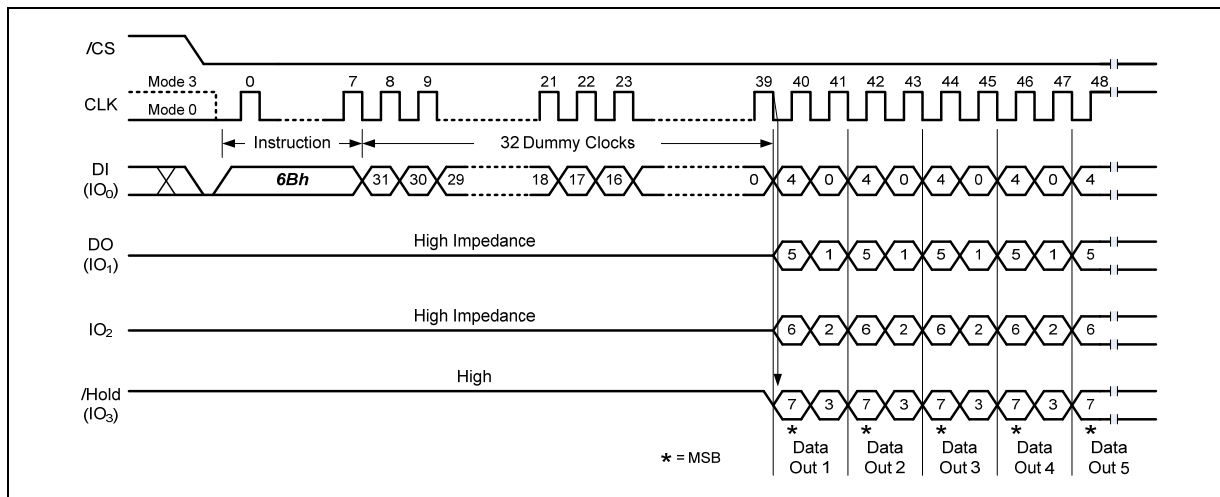 /CS
Mode 3 0 7 8 9 21 22 23 39 40 41 42 43 44 45 46 47 48
CLK Mode 0
Instruction 32 Dummy Clocks
DI (IO0) 6Bh 31 30 29 18 17 16 0 4 0 4 0 4 0 4 0 4
DO (IO1) High Impedance 5 1 5 1 5 1 5 1 5
IO2 High Impedance 6 2 6 2 6 2 6 2 6
/Hold (IO3) High 7 3 7 3 7 3 7 3 7
* * * * *
* = MSB
Data Out 1 Data Out 2 Data Out 3 Data Out 4 Data Out 5